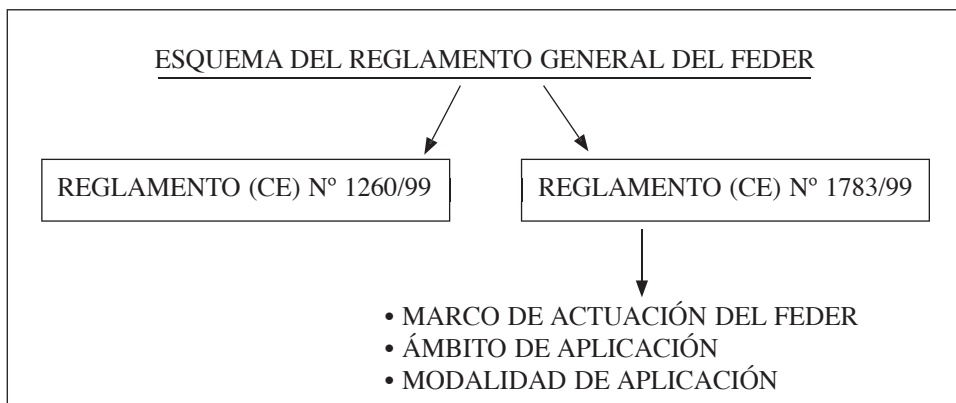 ESQUEMA DEL REGLAMENTO GENERAL DEL FEDER
REGLAMENTO (CE) Nº 1260/99
REGLAMENTO (CE) Nº 1783/99
• MARCO DE ACTUACIÓN DEL FEDER
• ÁMBITO DE APLICACIÓN
• MODALIDAD DE APLICACIÓN